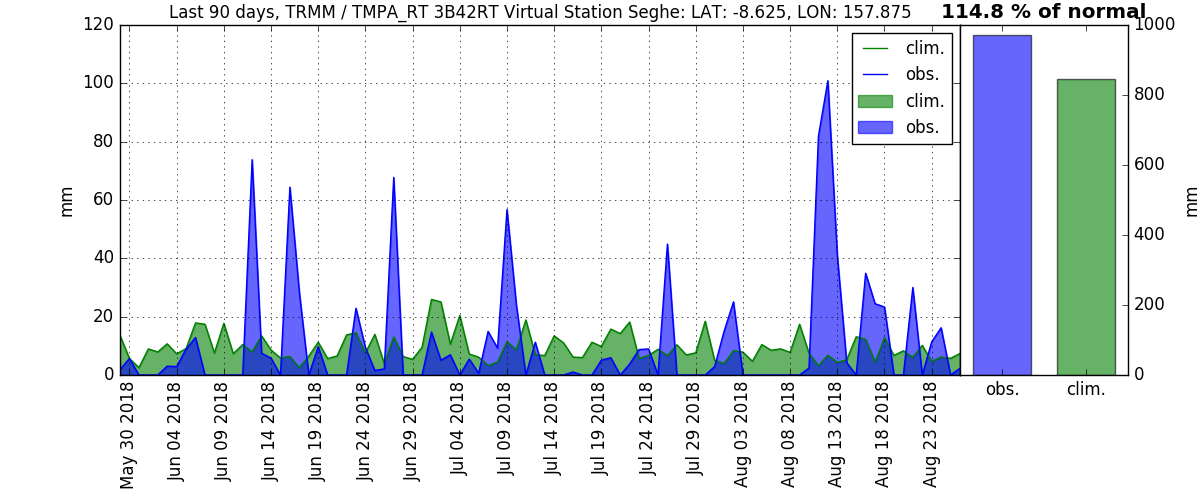 Last 90 days, TRMM / TMPA_RT 3B42RT Virtual Station Seghe: LAT: -8.625, LON: 157.875
114.8 % of normal
120
100
80
60
40
20
0
mm
clim.
obs.
clim.
obs.
1000
800
600
400
200
0
mm
obs.
clim.
May 30 2018
Jun 04 2018
Jun 09 2018
Jun 14 2018
Jun 19 2018
Jun 24 2018
Jun 29 2018
Jul 04 2018
Jul 09 2018
Jul 14 2018
Jul 19 2018
Jul 24 2018
Jul 29 2018
Aug 03 2018
Aug 08 2018
Aug 13 2018
Aug 18 2018
Aug 23 2018